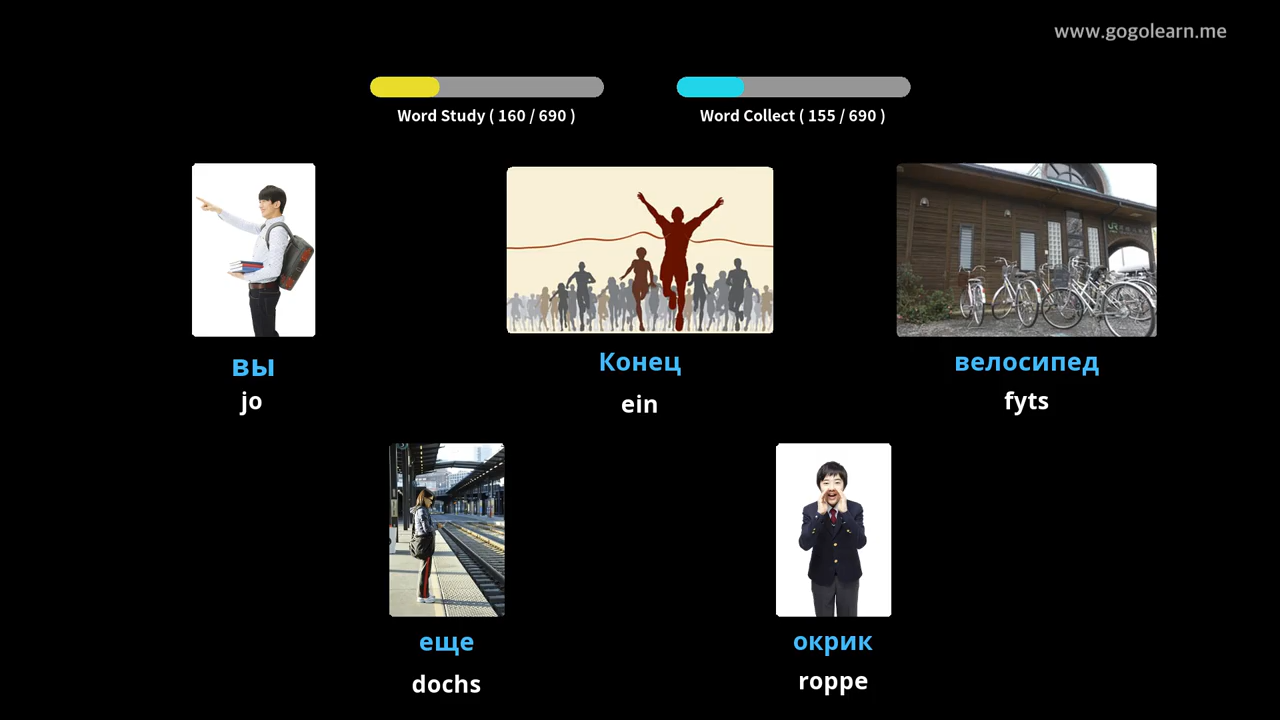 www.gogolearn.me
Word Study ( 160 / 690 )
Word Collect ( 155 / 690 )
вы
jo
Конец
ein
велосипед
fyts
еще
dochs
окрик
roppe